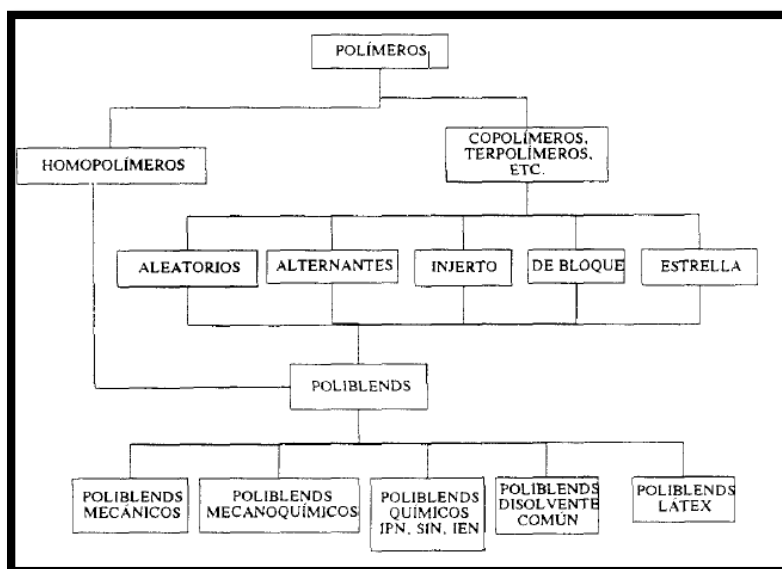 POLÍMEROS
HOMOPOLÍMEROS
COPOLÍMEROS,
TERPOLÍMEROS,
ETC.
ALEATORIOS
ALTERNANTES
INJERTO
DE BLOQUE
ESTRELLA
POLIBLENDS
POLIBLENDS
MECÁNICOS
POLIBLENDS
MECANOQUÍMICOS
POLIBLENDS
QUÍMICOS
IPN, SIN, IEN
POLIBLENDS
DISOLVENTE
COMÚN
POLIBLENDS
LÁTEX